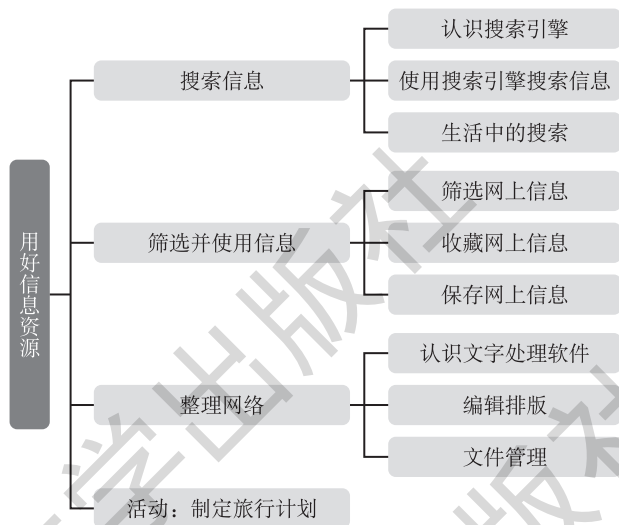 用好信息资源
搜索信息
认识搜索引擎
使用搜索引擎搜索信息
生活中的搜索
筛选并使用信息
筛选网上信息
收藏网上信息
保存网上信息
整理网络
认识文字处理软件
编辑排版
文件管理
活动：制定旅行计划
学出版社